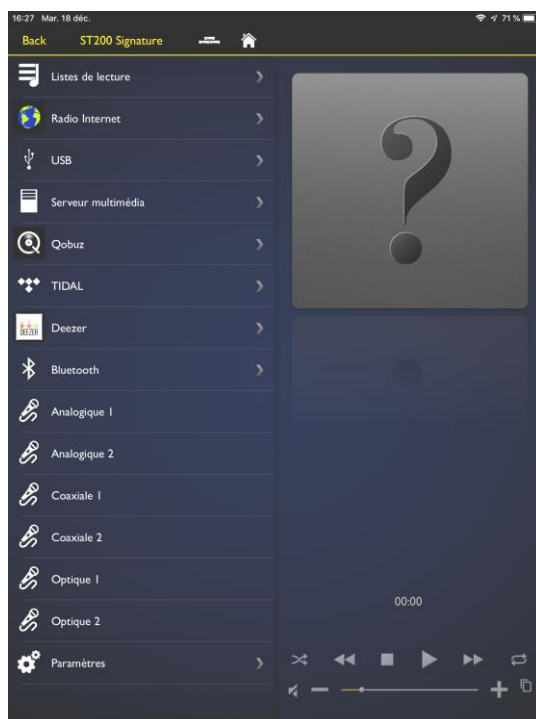 16:27 Mar. 18 déc.
71 %
Back
ST200 Signature
Listes de lecture
Radio Internet
USB
Serveur multimédia
Qobuz
TIDAL
DEEZER
Deezer
Bluetooth
Analogique 1
Analogique 2
Coaxiale 1
Coaxiale 2
Optique 1
Optique 2
Paramètres
?
00:00